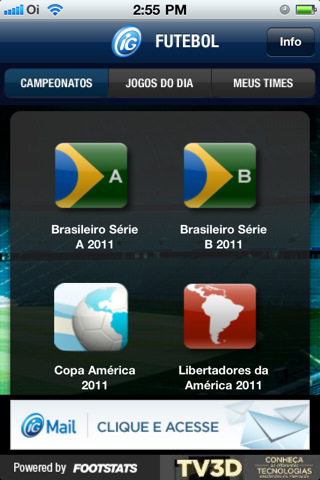 Oi 2:55 PM
iG FUTEBOL Info
CAMPEONATOS JOGOS DO DIA MEUS TIMES
A B
Brasileiro Série
A 2011
Brasileiro Série
B 2011
Copa América
2011
Libertadores da
América 2011
iG Mail CLIQUE E ACESSE
Powered by FOOTSTATS TV3D CONHEÇA
TECNOLOGIAS